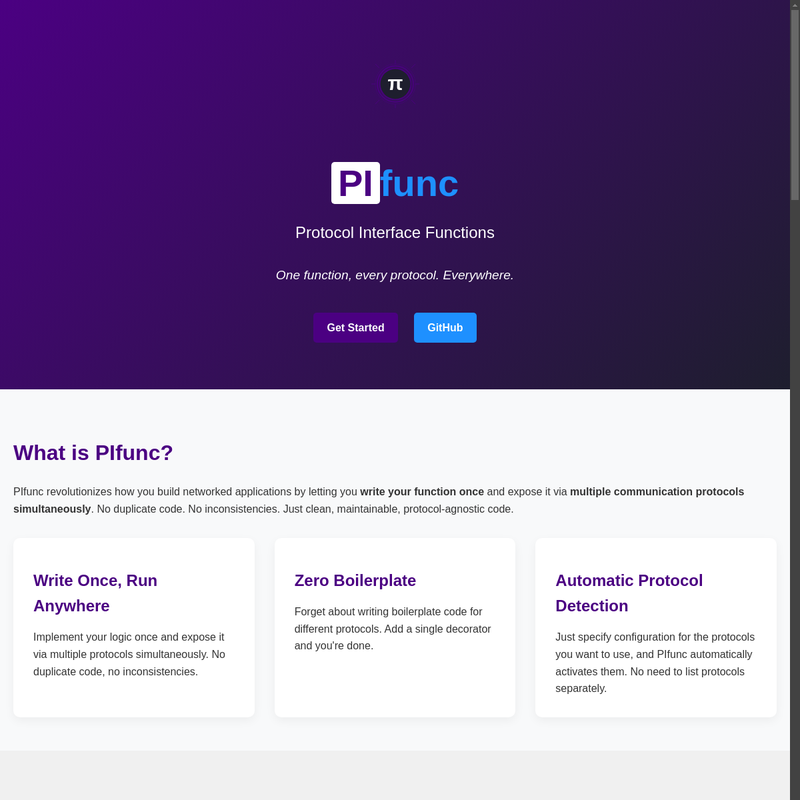 π
PIfunc
Protocol Interface Functions
One function, every protocol. Everywhere.
Get Started
GitHub
What is PIfunc?
PIfunc revolutionizes how you build networked applications by letting you write your function once and expose it via multiple communication protocols
simultaneously. No duplicate code. No inconsistencies. Just clean, maintainable, protocol-agnostic code.
Write Once, Run
Anywhere
Implement your logic once and expose it
via multiple protocols simultaneously. No
duplicate code, no inconsistencies.
Zero Boilerplate
Forget about writing boilerplate code for
different protocols. Add a single decorator
and you're done.
Automatic Protocol
Detection
Just specify configuration for the protocols
you want to use, and PIfunc automatically
activates them. No need to list protocols
separately.